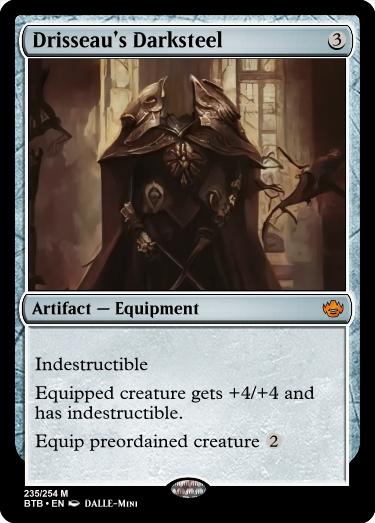 Drisseau's Darksteel 3
Artifact — Equipment
Indestructible
Equipped creature gets +4/+4 and
has indestructible.
Equip preordained creature 2
235/254 M
BTB • EN DALLE-Mini